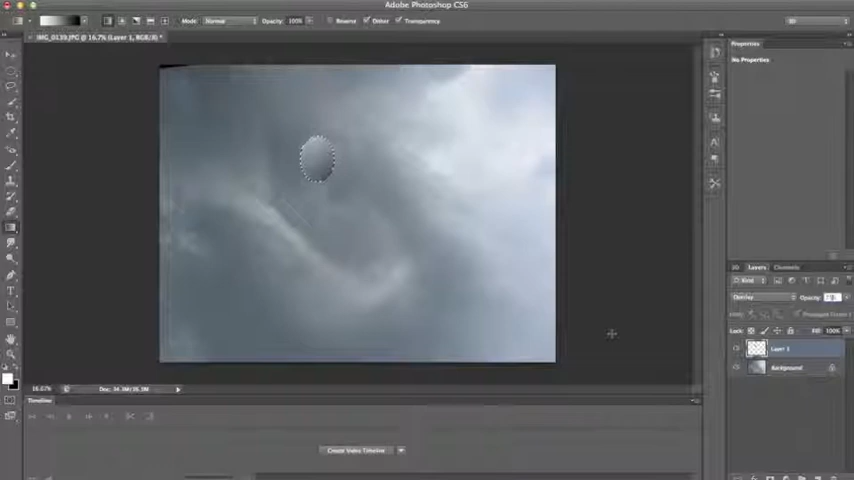 Adobe Photoshop CS6
Mode: Normal Opacity: 100% Reverse Dither Transparency
IMG_0139.JPG @ 16.7% (Layer 1, RGB/8) *
Properties
No Properties
3D Layers Channels
Kind
Overlay Opacity:
Lock: Fill: 100%
Layer 1
Background
16.67%
Timeline
Create Video Timeline